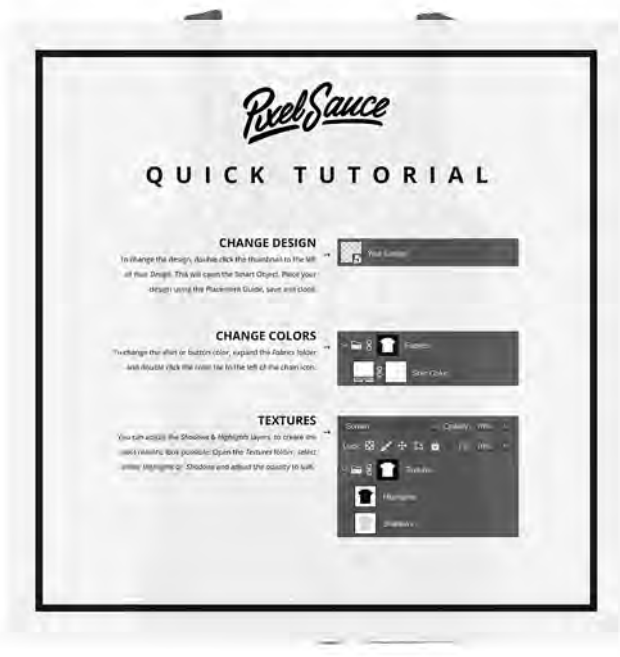 PixelSauce
QUICK TUTORIAL
CHANGE DESIGN
To change the design, double click the thumbnail to the left
of Your Design. This will open the Smart Object. Place your
design using the Placement Guide, save and close.
→
Your Design
CHANGE COLORS
To change the shirt or button color, expand the Fabrics folder
and double click the color tile to the left of the chain icon.
→
Fabrics
Shirt Color
TEXTURES
You can adjust the Shadows & Highlights layers, to create the
most realistic look possible. Open the Textures folder, select
either Highlights or Shadows and adjust the opacity to suit.
→
Screen
Opacity:
Lock:
Textures
Highlights
Shadows